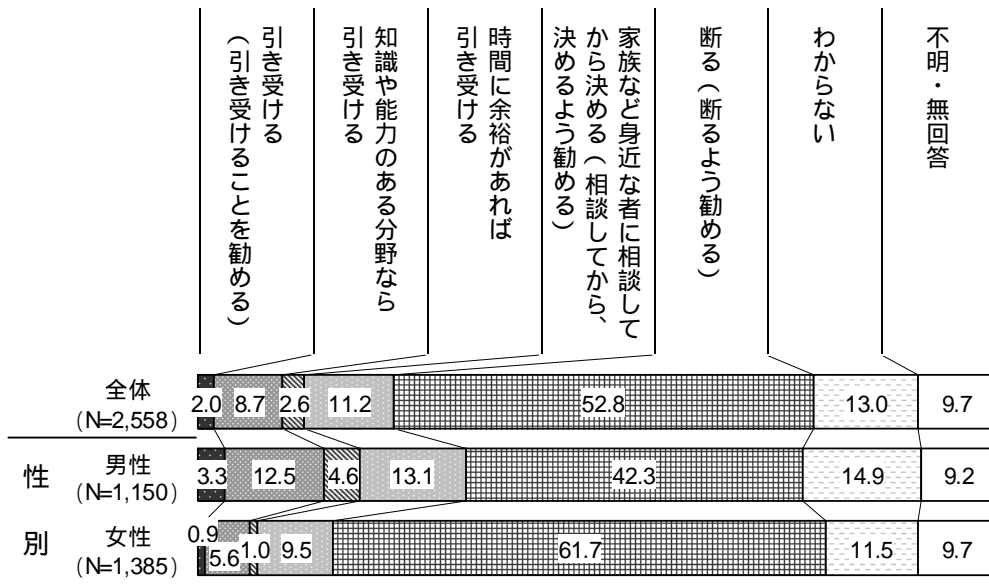 引き受ける
（引き受けることを勧める）
知識や能力のある分野なら
引き受ける
時間に余裕があれば
引き受ける
家族など身近な者に相談して
から決める（相談してから、
決めるよう勧める）
断る（断るよう勧める）
わからない
不明・無回答
全体
（N=2,558）
2.0 8.7 2.6 11.2 52.8 13.0 9.7
性別
男性
（N=1,150）
3.3 12.5 4.6 13.1 42.3 14.9 9.2
女性
（N=1,385）
0.9 5.6 1.0 9.5 61.7 11.5 9.7